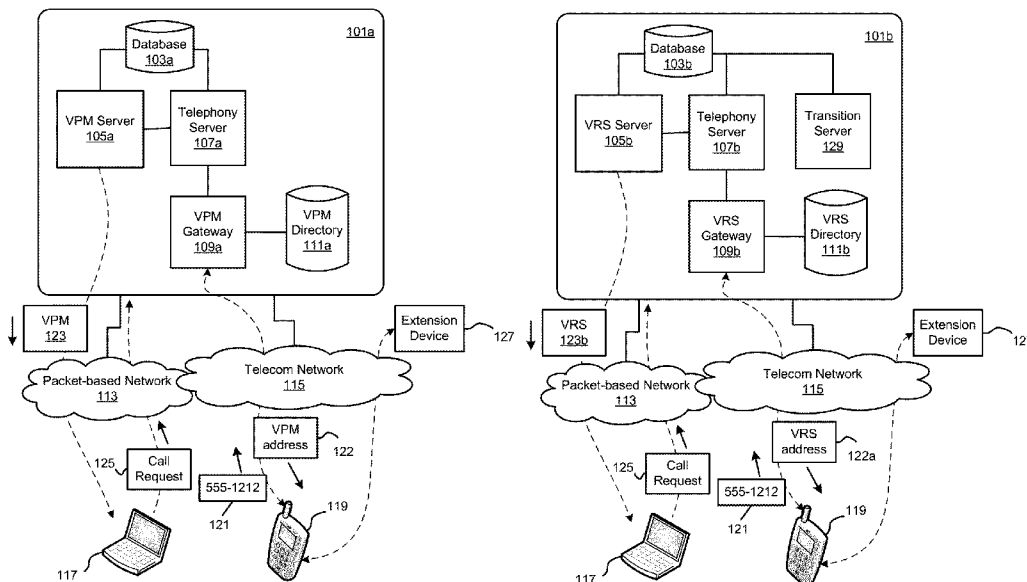 101a
Database
103a
VPM Server
105a
Telephony
Server
107a
VPM
Gateway
109a
VPM
Directory
111a
VPM
123
Extension
Device
127
Packet-based Network
113
Telecom Network
115
VPM
address
122
125
Call
Request
555-1212
121
119
117
101b
Database
103b
VRS Server
105b
Telephony
Server
107b
Transition
Server
129
VRS
Gateway
109b
VRS
Directory
111b
VRS
123b
Extension
Device
12
Packet-based Network
113
Telecom Network
115
VRS
address
122a
125
Call
Request
555-1212
121
119
117